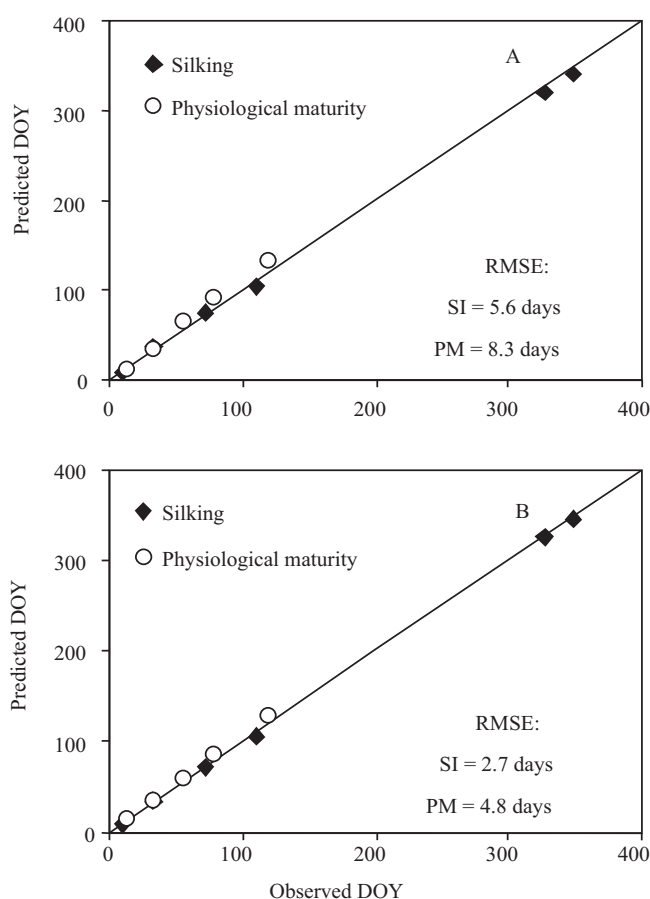 400
A
Silking
Physiological maturity
300
Predicted DOY
200
RMSE:
100
SI = 5.6 days
PM = 8.3 days
0
0 100 200 300 400
400
B
Silking
Physiological maturity
300
Predicted DOY
200
RMSE:
100
SI = 2.7 days
PM = 4.8 days
0
0 100 200 300 400
Observed DOY